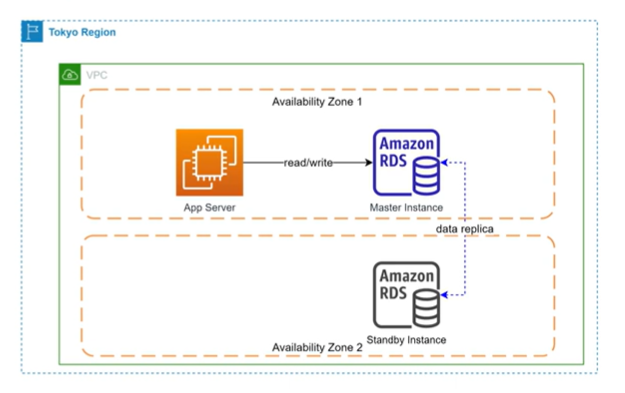 Tokyo Region
VPC
Availability Zone 1
Amazon
RDS
read/write
App Server
Master Instance
data replica
Amazon
RDS
Standby Instance
Availability Zone 2